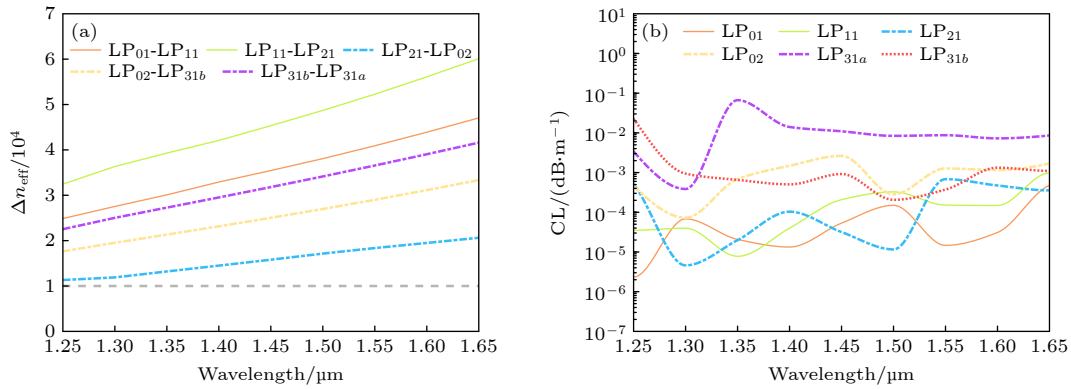 (a)
LP01-LP11 LP11-LP21 LP21-LP02
LP02-LP31b LP31b-LP31a
7
6
5
4
3
2
1
0
Δneff/10⁴
1.25 1.30 1.35 1.40 1.45 1.50 1.55 1.60 1.65
Wavelength/μm
(b)
LP01 LP11 LP21
LP02 LP31a LP31b
10¹
10⁰
10⁻¹
10⁻²
10⁻³
10⁻⁴
10⁻⁵
10⁻⁶
10⁻⁷
CL/(dB·m⁻¹)
1.25 1.30 1.35 1.40 1.45 1.50 1.55 1.60 1.65
Wavelength/μm